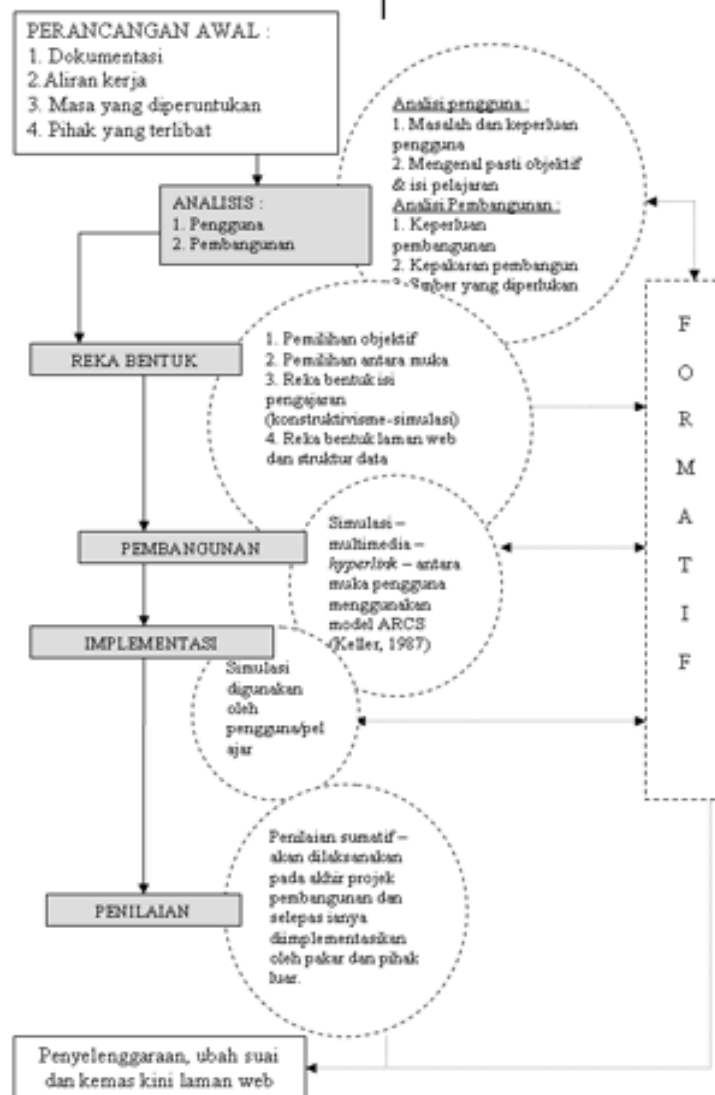 PERANCANGAN AWAL :
1. Dokumentasi
2.Aliran kerja
3. Masa yang diperuntukan
4. Pihak yang terlibat
Analisi pengguna :
1. Masalah dan keperluan
pengguna
2. Mengenal pasti objektif
& isi pelajaran
Analisi Pembangunan :
1. Keperluan
pembangunan
2. Kepakaran pembangun
yang diperlukan
ANALISIS :
1. Pengguna
2. Pembangunan
REKA BENTUK
1. Pemilihan objektif
2. Pemilihan antara muka
3. Reka bentuk isi
pengajaran
(konstruktivisme-simulasi)
4. Reka bentuk laman web
dan struktur data
PEMBANGUNAN
Simulasi –
multimedia –
hyperlink – antara
muka pengguna
menggunakan
model ARCS
(Keller, 1987)
IMPLEMENTASI
Simulasi
digunakan
oleh
pengguna/pel
ajar
PENILAIAN
Penilaian sumatif –
akan dilaksanakan
pada akhir projek
pembangunan dan
selepas ianya
diimplementasikan
oleh pakar dan pihak
luar.
F
O
R
M
A
T
I
F
Penyelenggaraan, ubah suai
dan kemas kini laman web